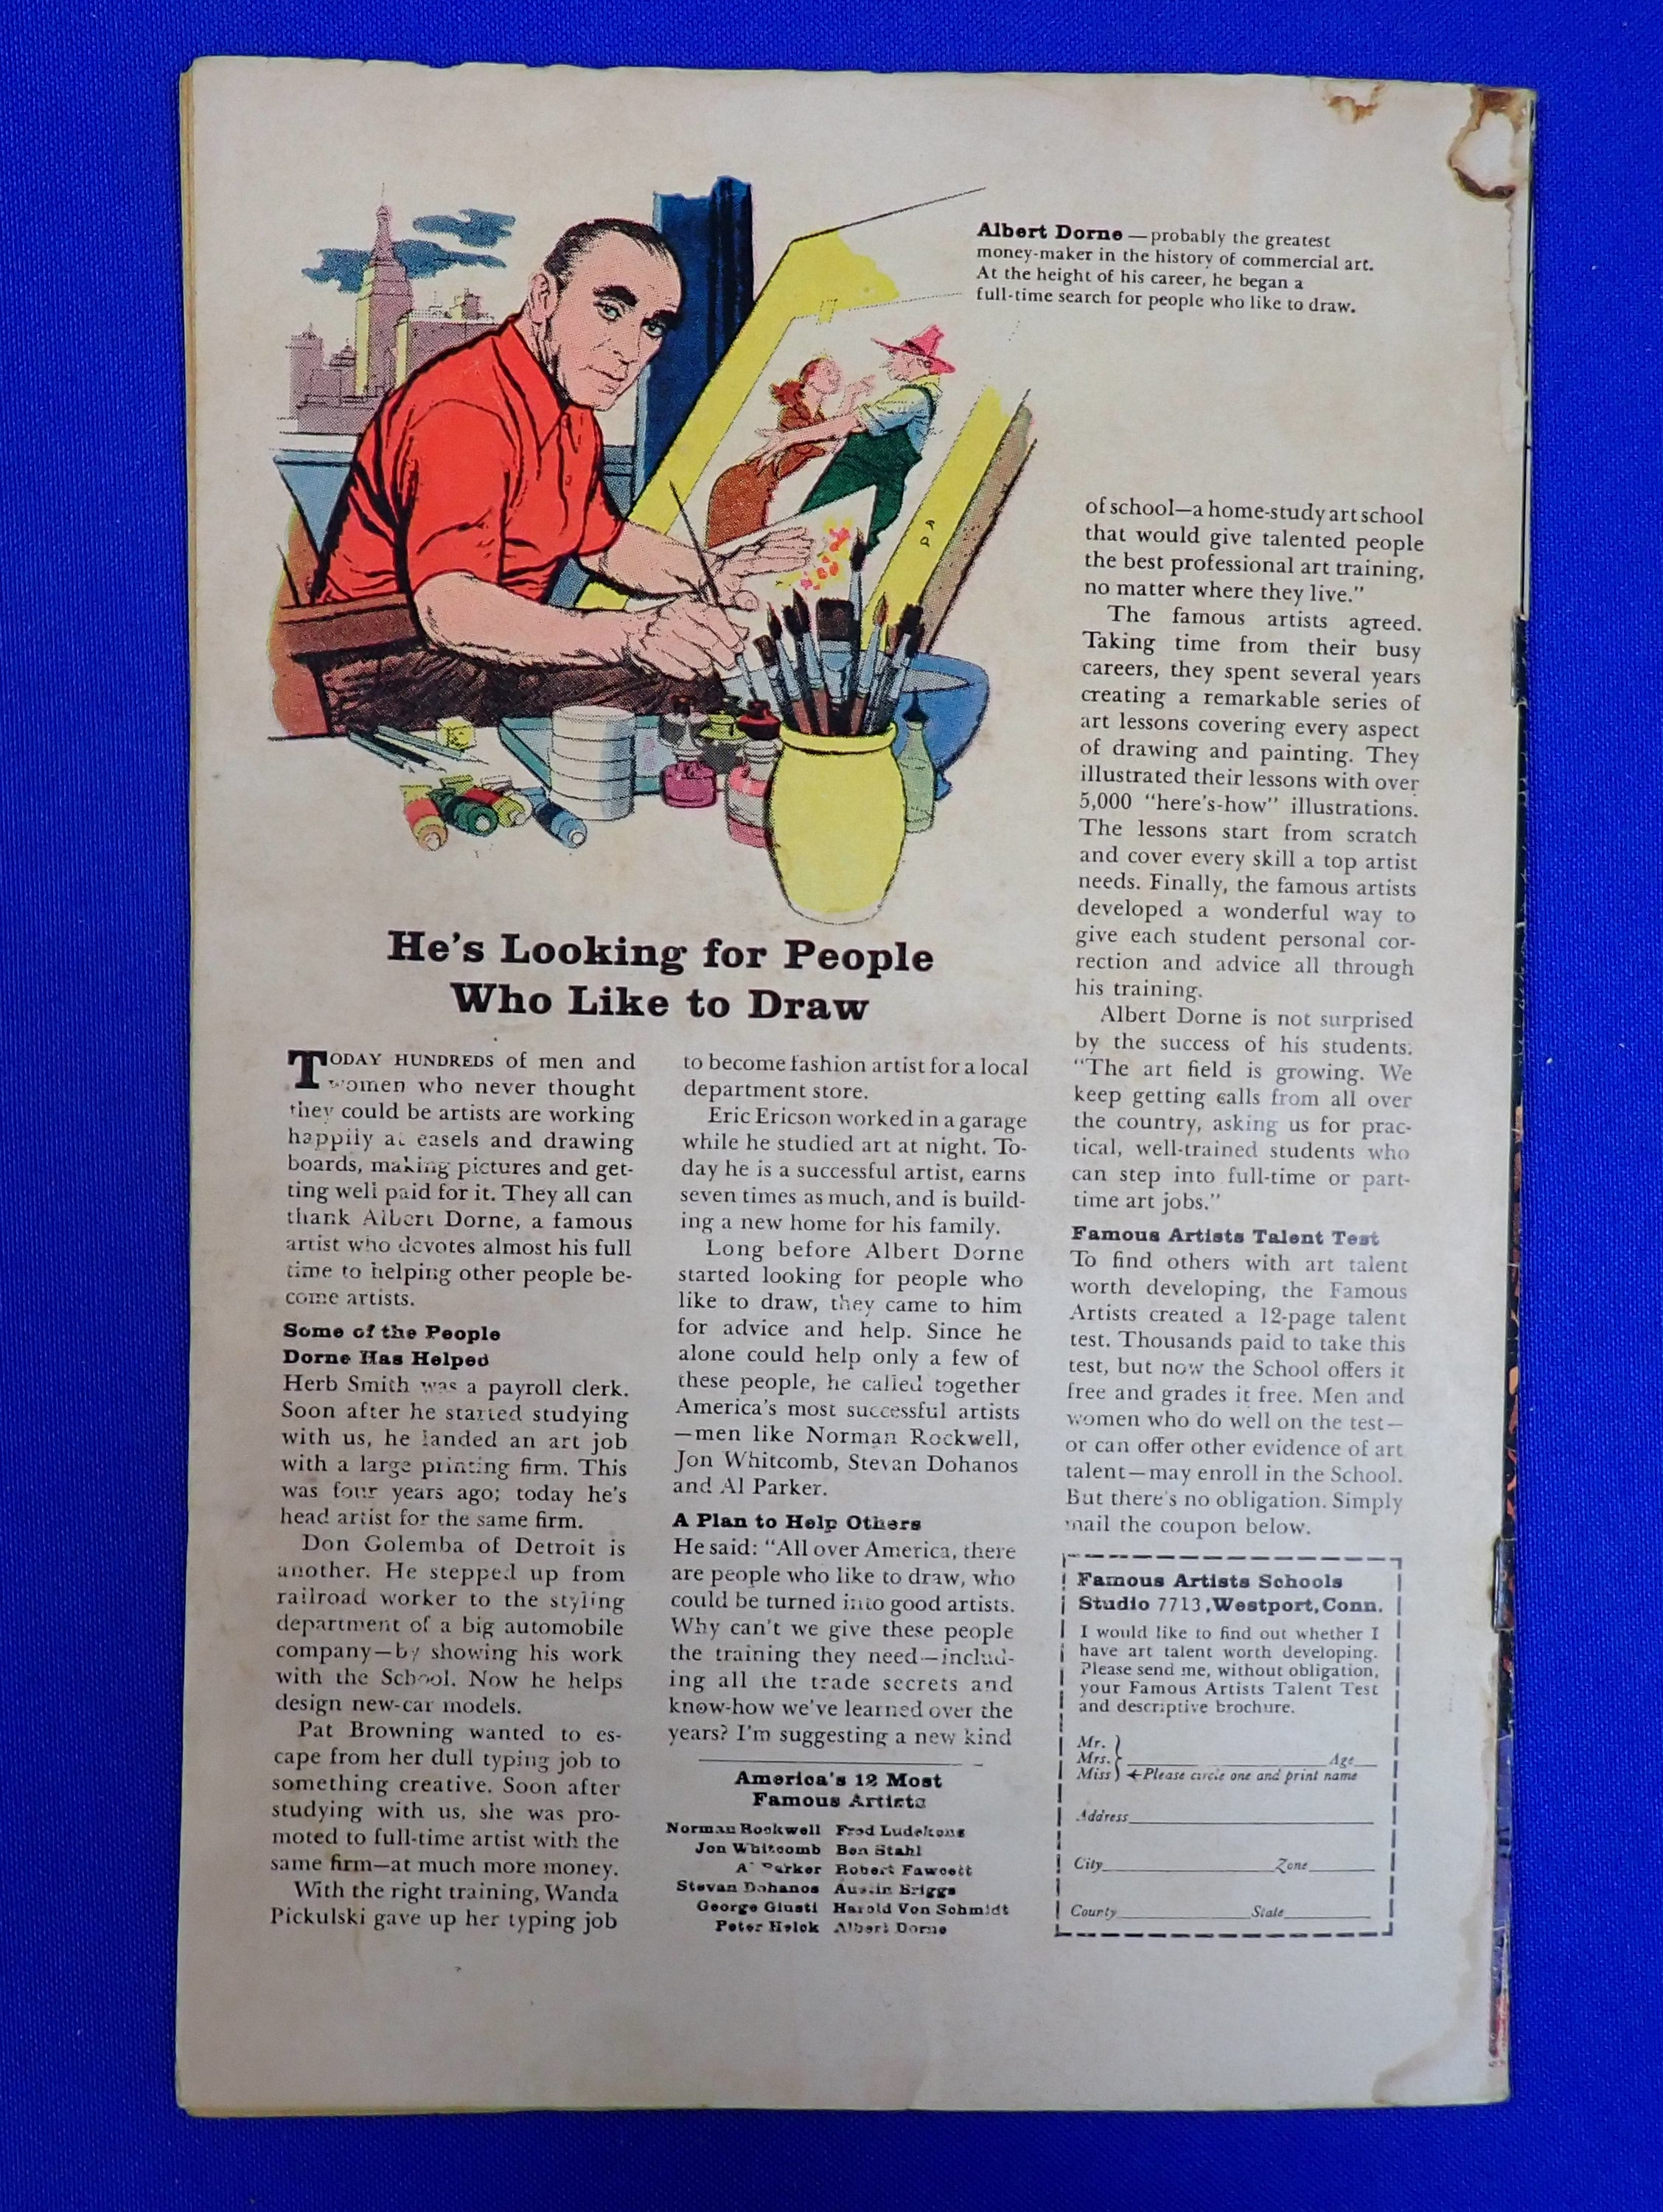 Albert Dorne—probably the greatest
money-maker in the history of commercial art.
At the height of his career, he began a
full-time search for people who like to draw.
He's Looking for People
Who Like to Draw
TODAY HUNDREDS of men and
women who never thought
they could be artists are working
happily at easels and drawing
boards, making pictures and get-
ting well paid for it. They all can
thank Albert Dorne, a famous
artist who devotes almost his full
time to helping other people be-
come artists.
Some of the People
Dorne Has Helped
Herb Smith was a payroll clerk.
Soon after he started studying
with us, he landed an art job
with a large printing firm. This
was four years ago; today he's
head artist for the same firm.
Don Golemba of Detroit is
another. He stepped up from
railroad worker to the styling
department of a big automobile
company—by showing his work
with the School. Now he helps
design new-car models.
Pat Browning wanted to es-
cape from her dull typing job to
something creative. Soon after
studying with us, she was pro-
moted to full-time artist with the
same firm—at much more money.
With the right training, Wanda
Pickulski gave up her typing job
to become fashion artist for a local
department store.
Eric Ericson worked in a garage
while he studied art at night. To-
day he is a successful artist, earns
seven times as much, and is build-
ing a new home for his family.
Long before Albert Dorne
started looking for people who
like to draw, they came to him
for advice and help. Since he
alone could help only a few of
these people, he called together
America's most successful artists
—men like Norman Rockwell,
Jon Whitcomb, Stevan Dohanos
and Al Parker.
A Plan to Help Others
He said: "All over America, there
are people who like to draw, who
could be turned into good artists.
Why can't we give these people
the training they need—includ-
ing all the trade secrets and
know-how we've learned over the
years? I'm suggesting a new kind
America's 12 Most
Famous Artists
Norman Rockwell Fred Ludekens
Jon Whitcomb Ben Stahl
Al Parker Robert Fawcett
Stevan Dohanos Austin Briggs
George Giusti Harold Von Schmidt
Peter Helck Albert Dorne
of school—a home-study art school
that would give talented people
the best professional art training,
no matter where they live."
The famous artists agreed.
Taking time from their busy
careers, they spent several years
creating a remarkable series of
art lessons covering every aspect
of drawing and painting. They
illustrated their lessons with over
5,000 "here's-how" illustrations.
The lessons start from scratch
and cover every skill a top artist
needs. Finally, the famous artists
developed a wonderful way to
give each student personal cor-
rection and advice all through
his training.
Albert Dorne is not surprised
by the success of his students.
"The art field is growing. We
keep getting calls from all over
the country, asking us for prac-
tical, well-trained students who
can step into full-time or part-
time art jobs."
Famous Artists Talent Test
To find others with art talent
worth developing, the Famous
Artists created a 12-page talent
test. Thousands paid to take this
test, but now the School offers it
free and grades it free. Men and
women who do well on the test—
or can offer other evidence of art
talent—may enroll in the School.
But there's no obligation. Simply
mail the coupon below.
Famous Artists Schools
Studio 7713, Westport, Conn.
I would like to find out whether I
have art talent worth developing.
Please send me, without obligation,
your Famous Artists Talent Test
and descriptive brochure.
Mr.
Mrs. Age
Miss ←Please circle one and print name
Address
City Zone
County State